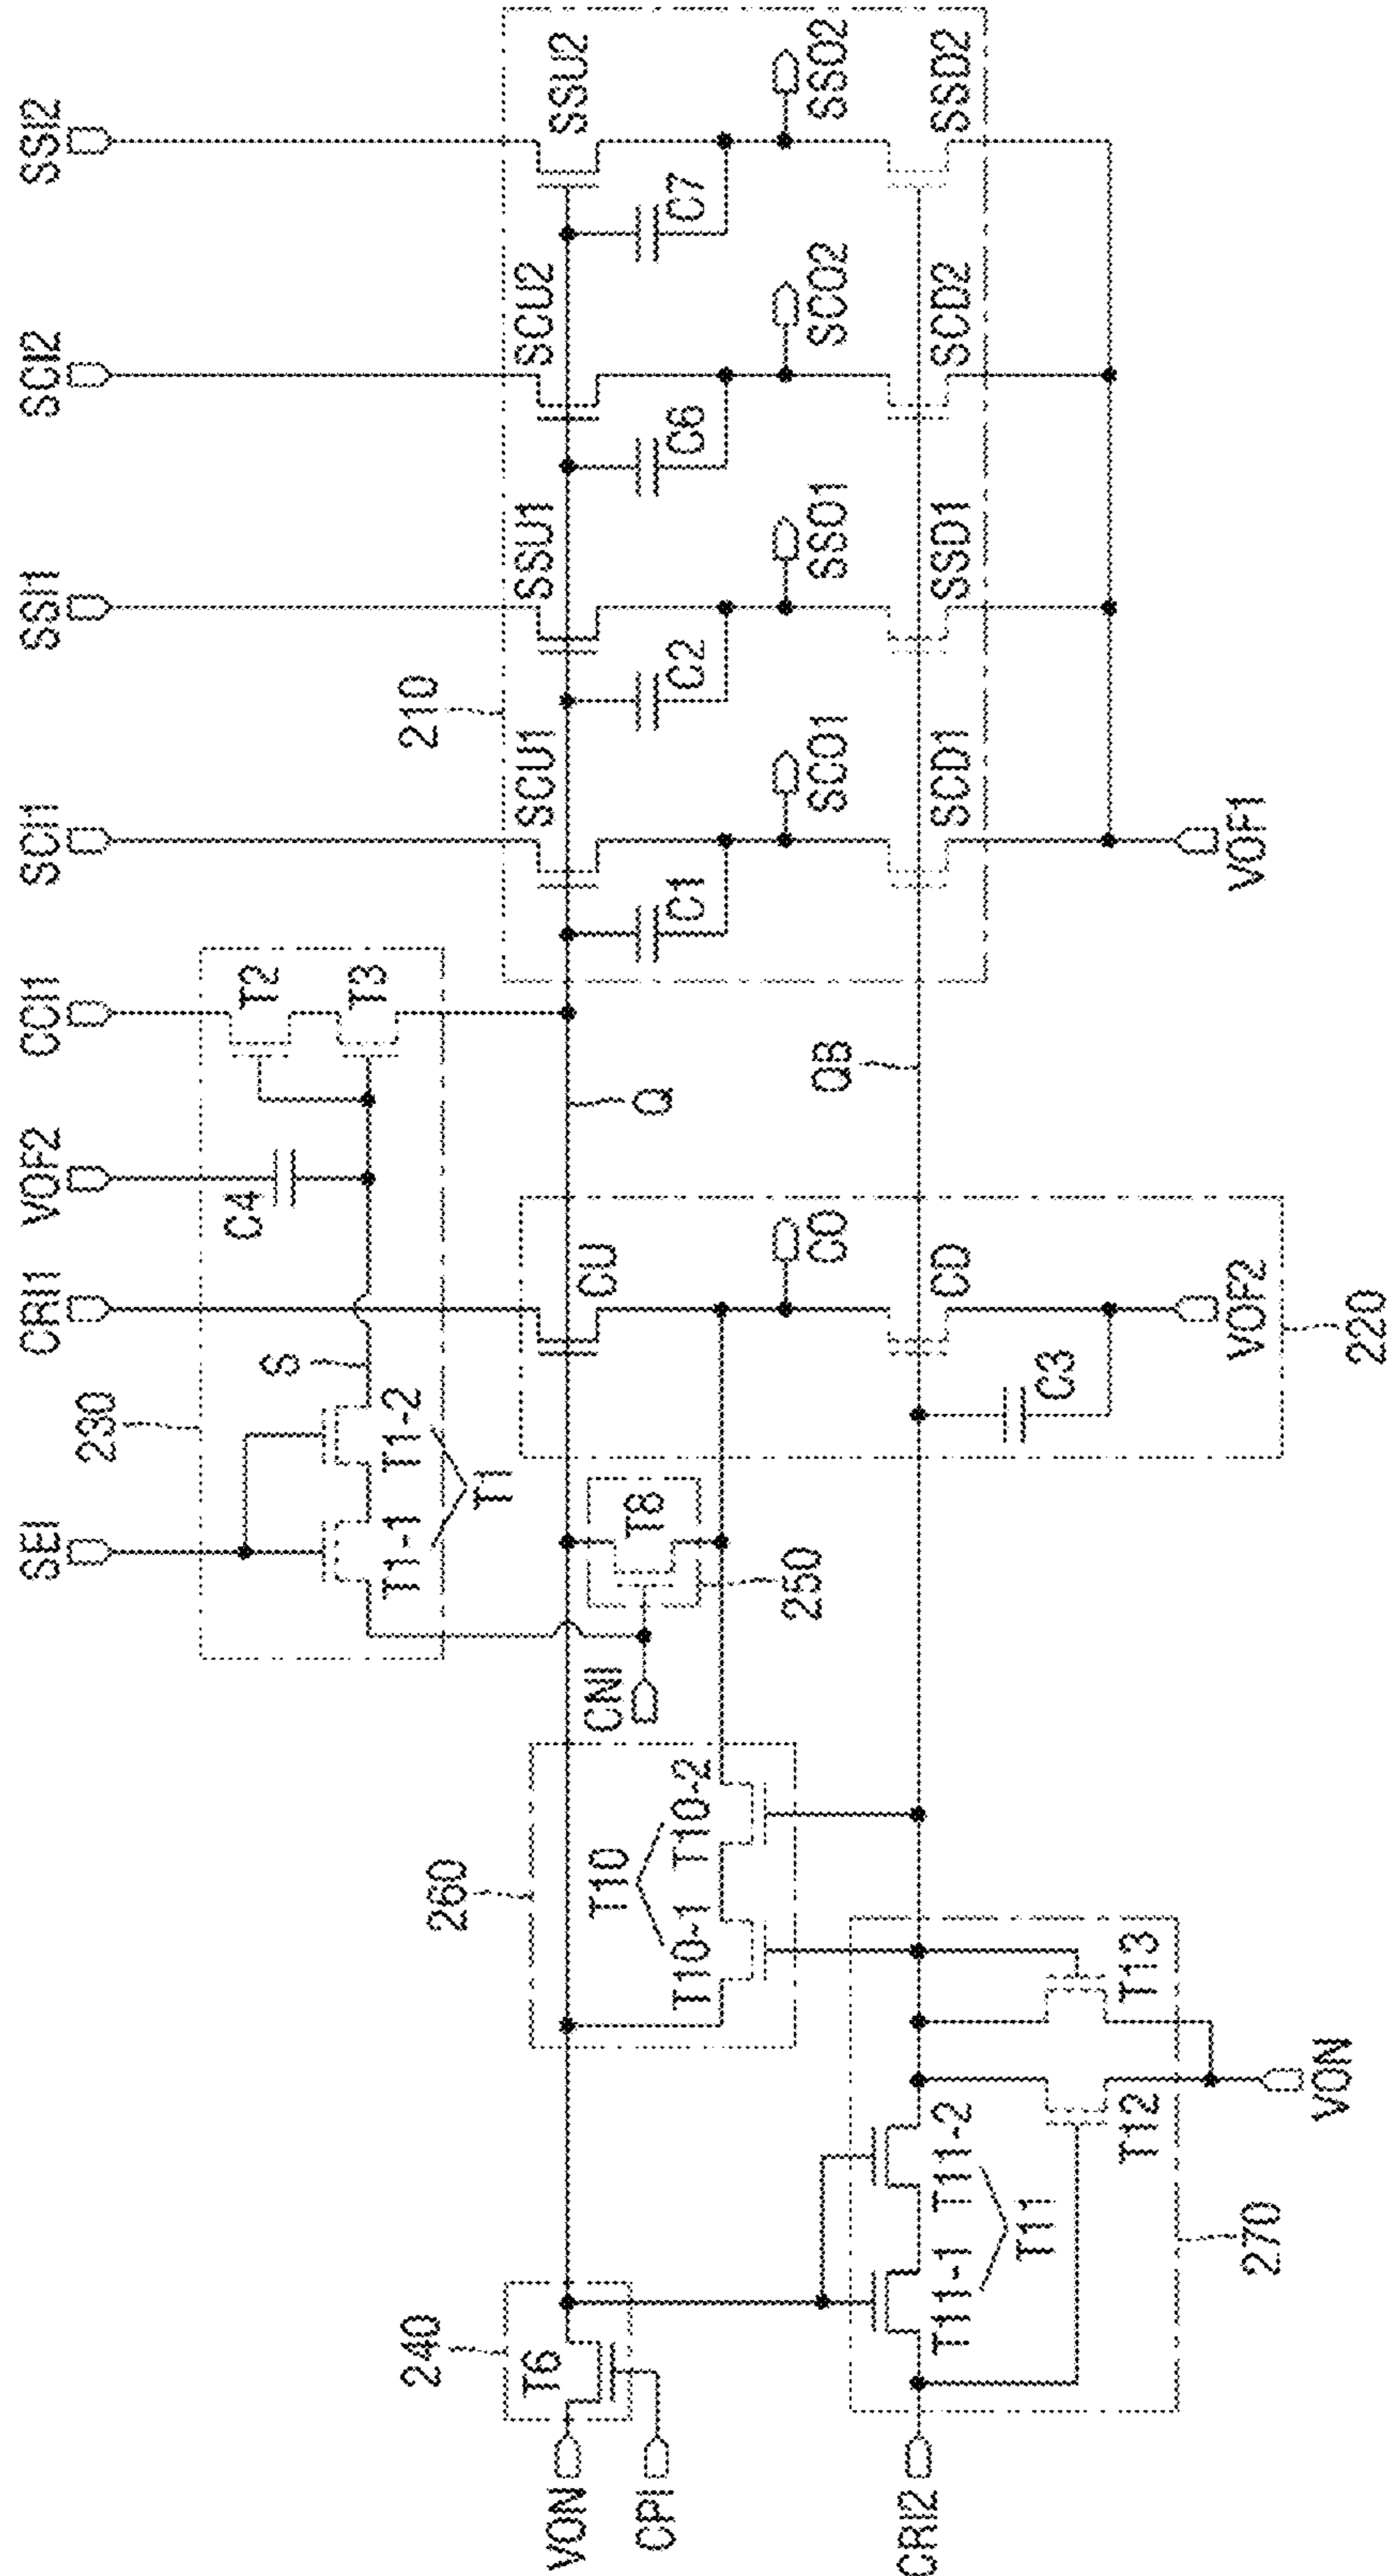 SEI
CRI1
VOF2
CCI1
SCI1
SSI1
SCI2
SSI2
230
T1-1
T1-2
T1
S
C4
T2
T3
210
SCU1
SSU1
SCU2
SSU2
C1
C2
C6
C7
SCO1
SSO1
SCO2
SSO2
SCD1
SSD1
SCD2
SSD2
VOF1
Q
QB
CU
CO
CD
C3
VOF2
220
T8
250
CNI
260
T10
T10-1
T10-2
240
T6
VON
CPI
CRI2
T11-1
T11-2
T11
T12
T13
270
VON